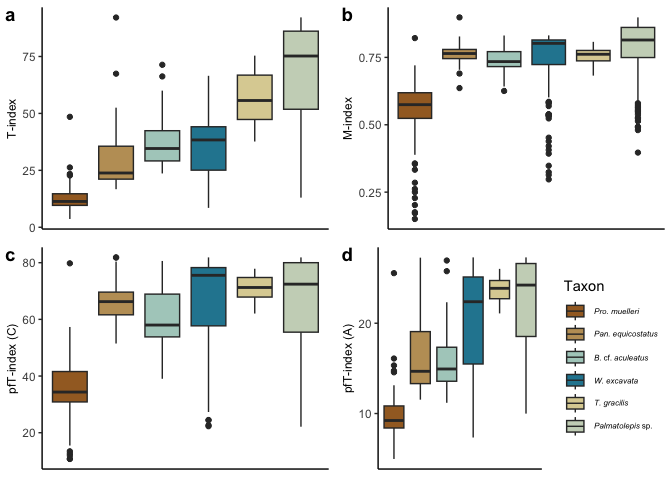 a
T-index
75
50
25
0
b
M-index
0.75
0.50
0.25
c
pfT-index (C)
80
60
40
20
d
pfT-index (A)
20
10
Taxon
Pro. muelleri
Pan. equicostatus
B. cf. aculeatus
W. excavata
T. gracilis
Palmatolepis sp.